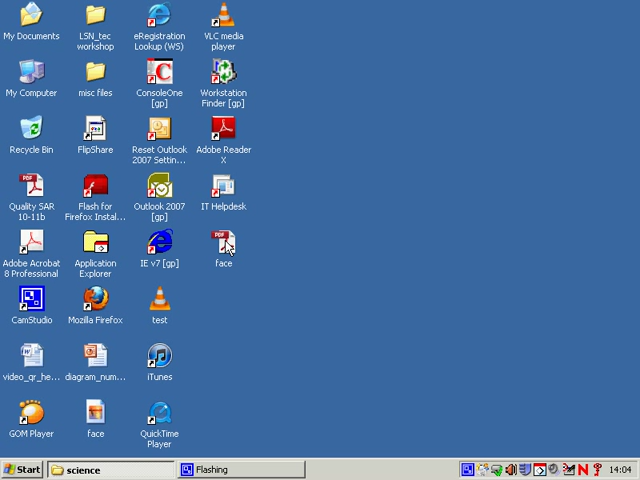 My Documents
LSN_tec
workshop
eRegistration
Lookup (WS)
VLC media
player
My Computer
misc files
ConsoleOne
[gp]
Workstation
Finder [gp]
Recycle Bin
FlipShare
Reset Outlook
2007 Settin...
Adobe Reader
X
PDF
Quality SAR
10-11b
Flash for
Firefox Instal...
Outlook 2007
[gp]
IT Helpdesk
Adobe Acrobat
8 Professional
Application
Explorer
IE v7 [gp]
PDF
face
CamStudio
Mozilla Firefox
test
video_qr_he...
diagram_num...
iTunes
GOM Player
face
QuickTime
Player
Start
science
Flashing
14:04